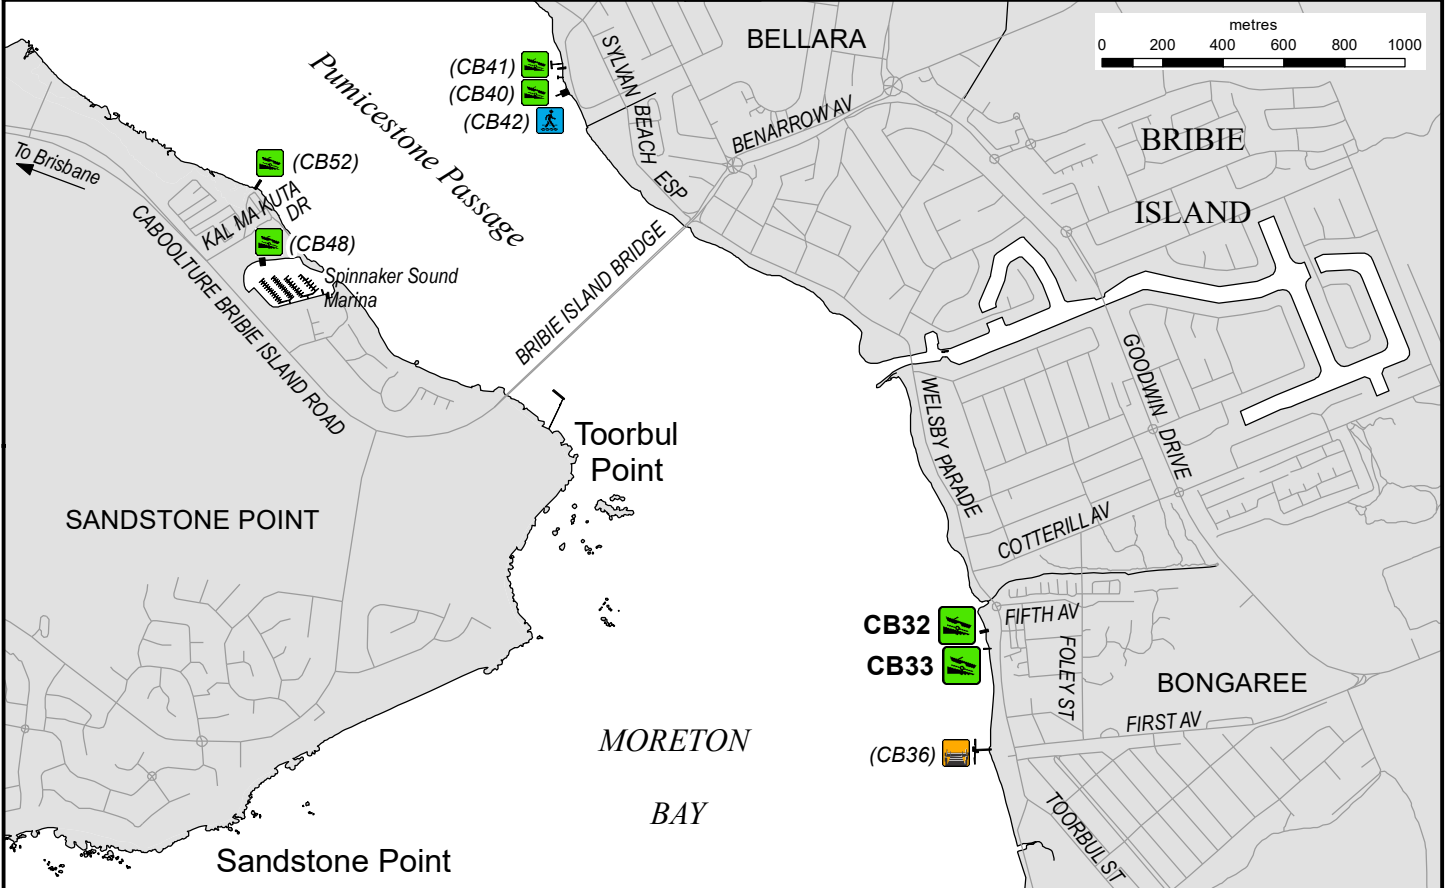 metres
0 200 400 600 800 1000
BELLARA
SYLVAN BEACH ESP
(CB41)
(CB40)
(CB42)
Pumicestone Passage
BENARROW AV
BRIBIE
ISLAND
To Brisbane
(CB52)
KAL MA KUTA
DR
(CB48)
Spinnaker Sound
Marina
CABOOLTURE BRIBIE ISLAND ROAD
BRIBIE ISLAND BRIDGE
GOODWIN DRIVE
WELSBY PARADE
Toorbul
Point
SANDSTONE POINT
COTTERILL AV
CB32
FIFTH AV
CB33
FOLEY ST
BONGAREE
FIRST AV
MORETON
BAY
(CB36)
TOORBUL ST
Sandstone Point